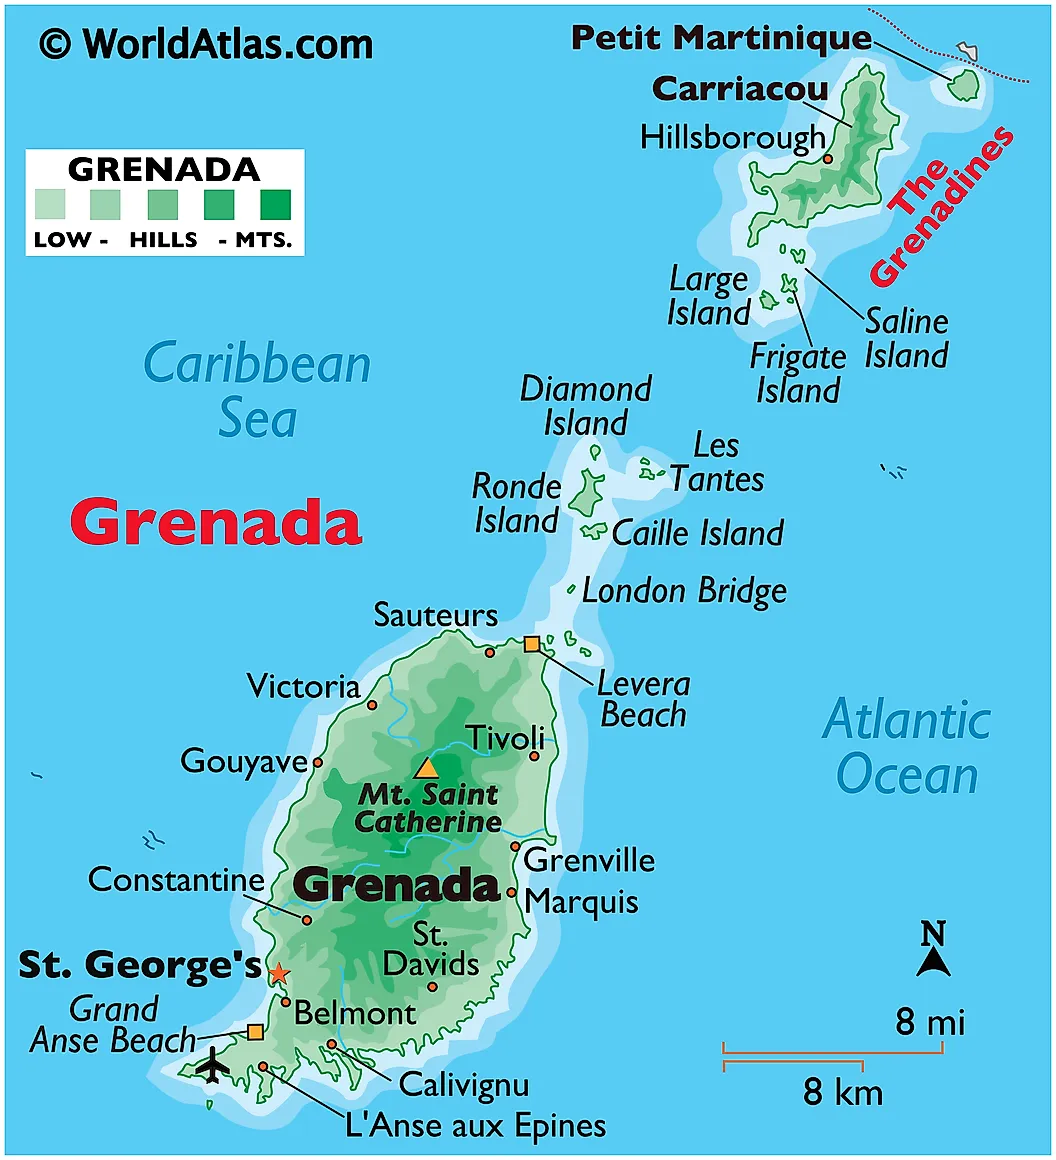 © WorldAtlas.com
Petit Martinique
Carriacou
Hillsborough
GRENADA
LOW - HILLS - MTS.
The
Grenadines
Large
Island
Saline
Island
Frigate
Island
Caribbean
Sea
Diamond
Island
Les
Tantes
Ronde
Island
Grenada
Caille Island
London Bridge
Sauteurs
Levera
Beach
Victoria
Tivoli
Atlantic
Ocean
Gouyave
Mt. Saint
Catherine
Grenville
Constantine
Grenada
Marquis
St.
Davids
St. George's
N
Grand
Anse Beach
Belmont
8 mi
8 km
Calivignu
L'Anse aux Epines